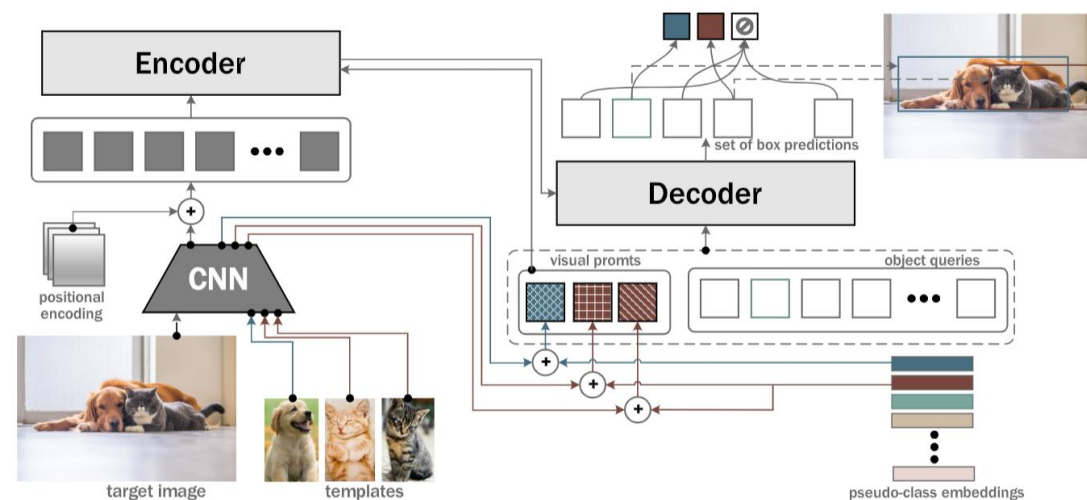 Encoder
set of box predictions
Decoder
visual promts
object queries
positional
encoding
CNN
target image
templates
pseudo-class embeddings